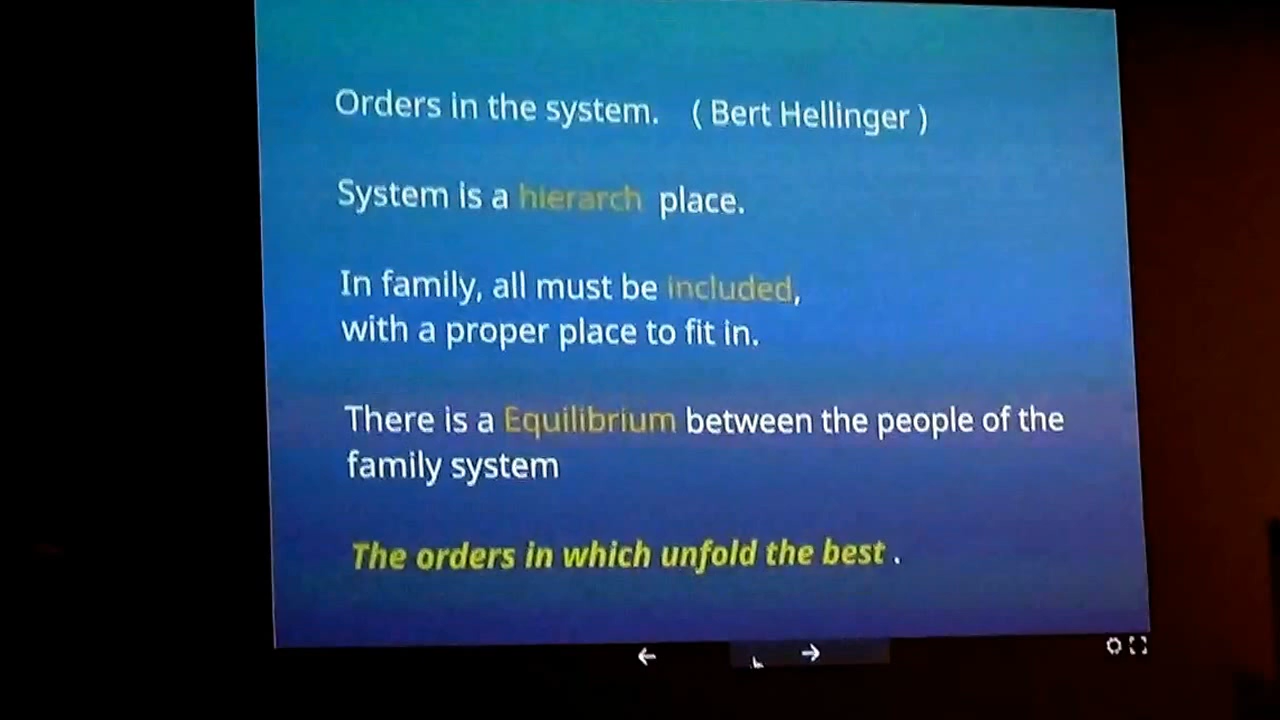 Orders in the system. ( Bert Hellinger )
System is a hierarch place.
In family, all must be included,
with a proper place to fit in.
There is a Equilibrium between the people of the
family system
The orders in which unfold the best .